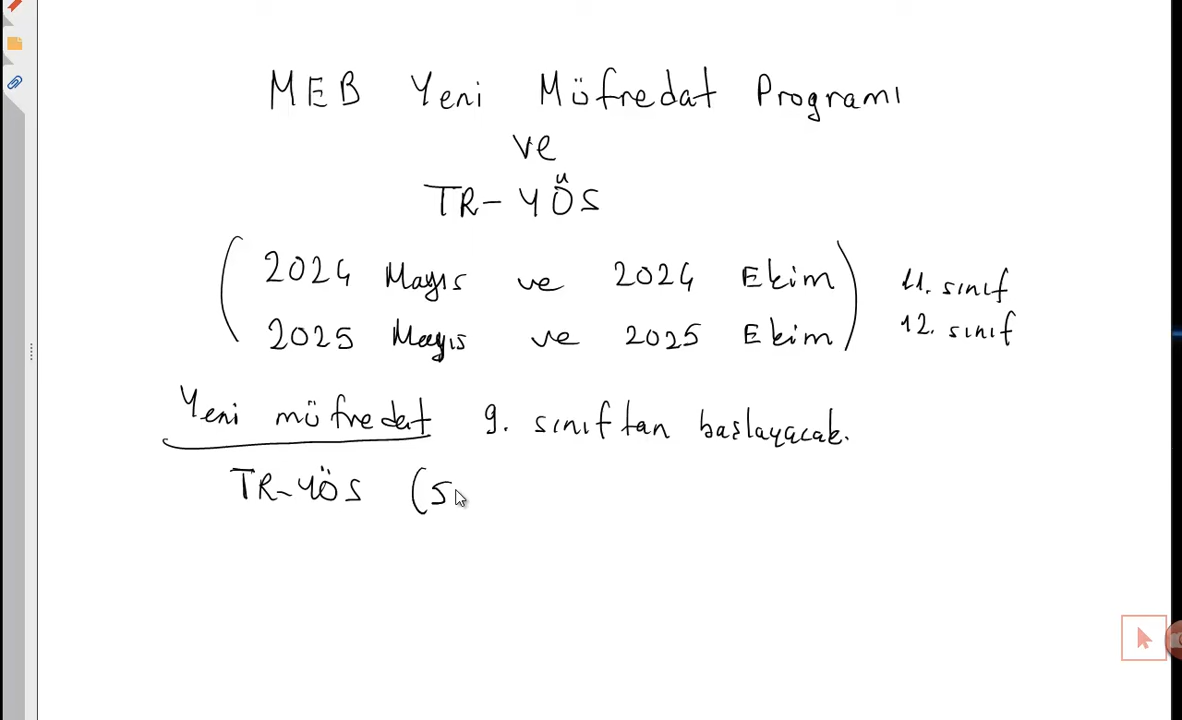 MEB Yeni Müfredat Programı
ve
TR-YÖS
(2024 Mayıs ve 2024 Ekim) 11. sınıf
2025 Mayıs ve 2025 Ekim 12. sınıf
Yeni müfredat 9. sınıftan başlayacak.
TR-YÖS (S